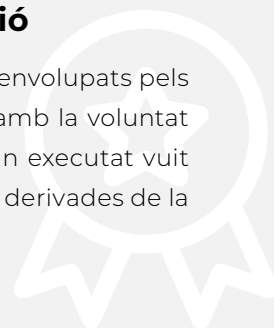 ió
envolupats pels
amb la voluntat
n executat vuit
derivades de la